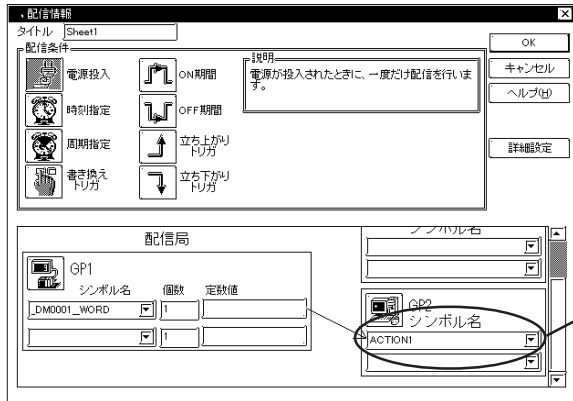 配信情報
タイトル Sheet1
配信条件
電源投入
ON期間
時刻指定
OFF期間
周期指定
立ち上がり
トリガ
書き換え
トリガ
立ち下がり
トリガ
説明
電源が投入されたときに、一度だけ配信を行いま
す。
OK
キャンセル
ヘルプ(H)
詳細設定
配信局
GP1
シンボル名 個数 定数値
_DM0001_WORD 1
1
シンボル名
GP2
シンボル名
ACTION1